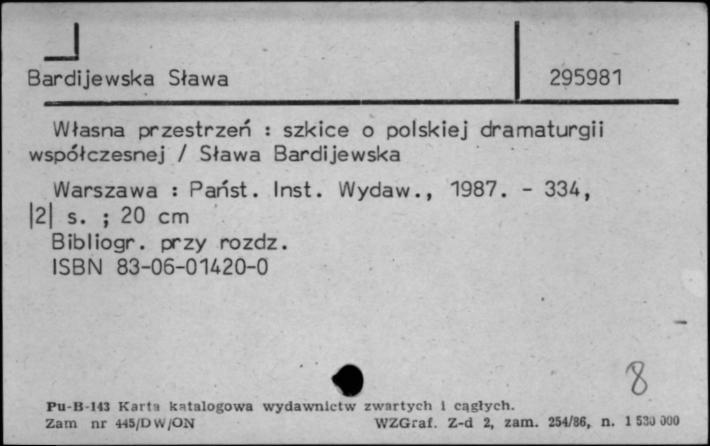 Bardijewska Sława 295981
Własna przestrzeń : szkice o polskiej dramaturgii
współczesnej / Sława Bardijewska
Warszawa : Państ. Inst. Wydaw., 1987. - 334,
|2| s. ; 20 cm
Bibliogr. przy rozdz.
ISBN 83-06-01420-0
8
Pu-B-143 Karta katalogowa wydawnictw zwartych i ciągłych.
Zam nr 445/DW/ON WZGraf. Z-d 2, zam. 254/86, n. 1 530 000